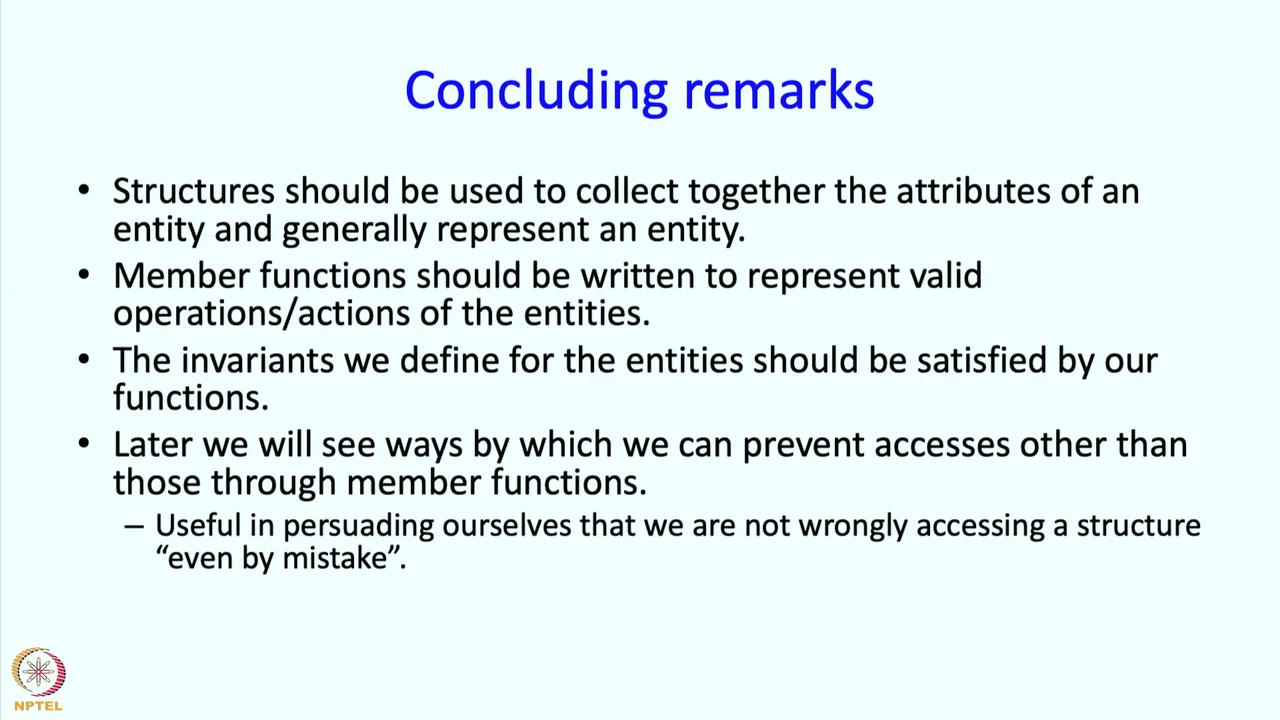 Concluding remarks
• Structures should be used to collect together the attributes of an
entity and generally represent an entity.
• Member functions should be written to represent valid
operations/actions of the entities.
• The invariants we define for the entities should be satisfied by our
functions.
• Later we will see ways by which we can prevent accesses other than
those through member functions.
– Useful in persuading ourselves that we are not wrongly accessing a structure
“even by mistake”.
NPTEL